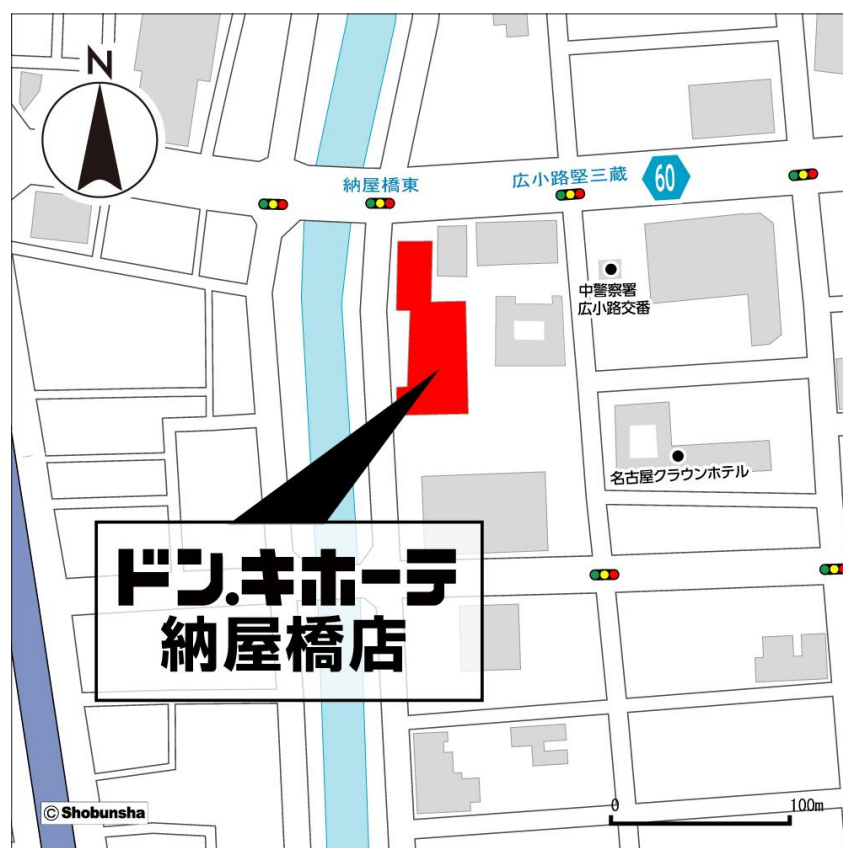 N
納屋橋東
広小路堅三蔵
60
中警察署
広小路交番
名古屋クラウンホテル
ドン.キホーテ
納屋橋店
© Shobunsha
0 100m